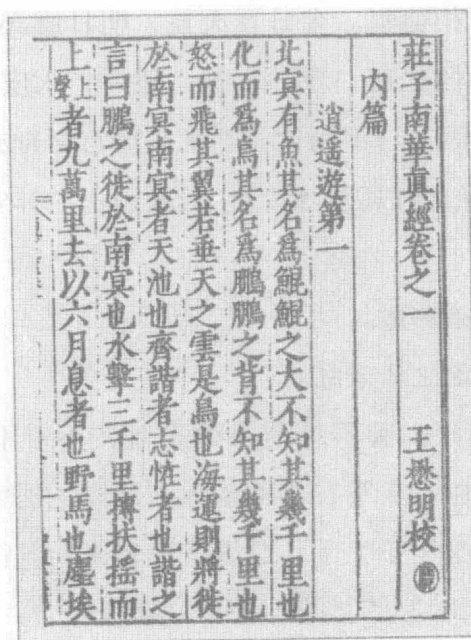 莊子南華真經卷之一 王懋明校
內篇
逍遙遊第一
北冥有魚其名爲鯤鯤之大不知其幾千里也
化而爲鳥其名爲鵬鵬之背不知其幾千里也
怒而飛其翼若垂天之雲是鳥也海運則將徙
於南冥南冥者天池也齊諧者志恠者也諧之
言曰鵬之徙於南冥也水擊三千里摶扶揺而
上上聲者九萬里去以六月息者也野馬也塵埃